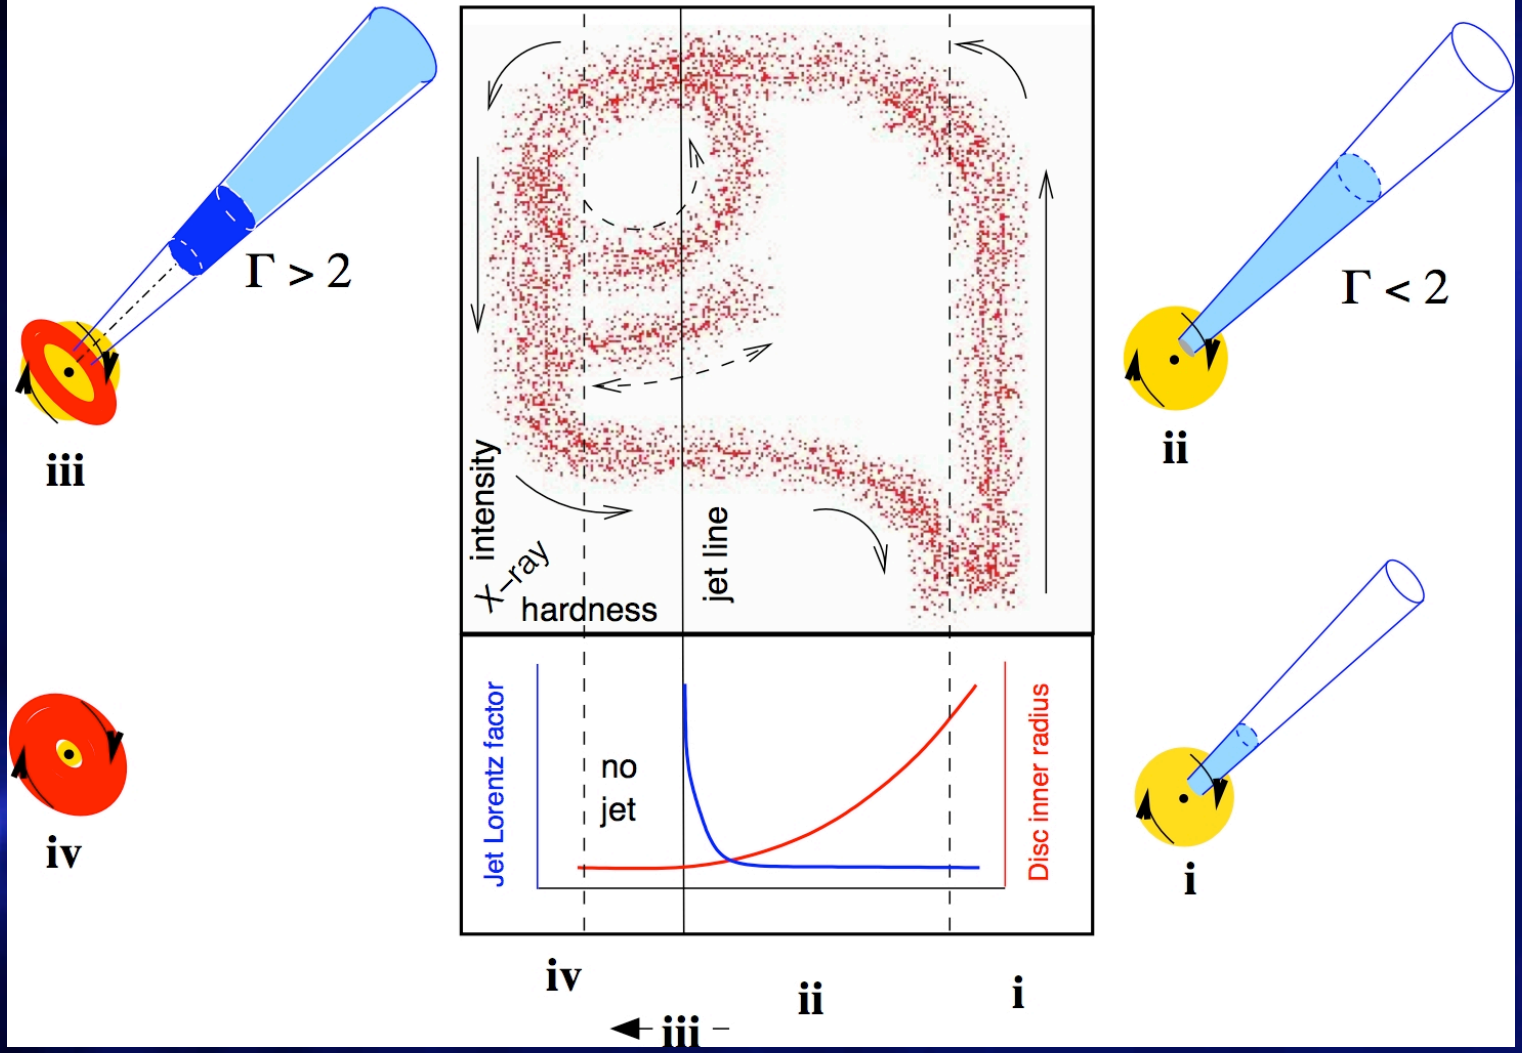 Γ > 2
iii
iv
intensity
X–ray
hardness
jet line
Γ < 2
ii
i
Jet Lorentz factor
no
jet
Disc inner radius
iv
iii
ii
i